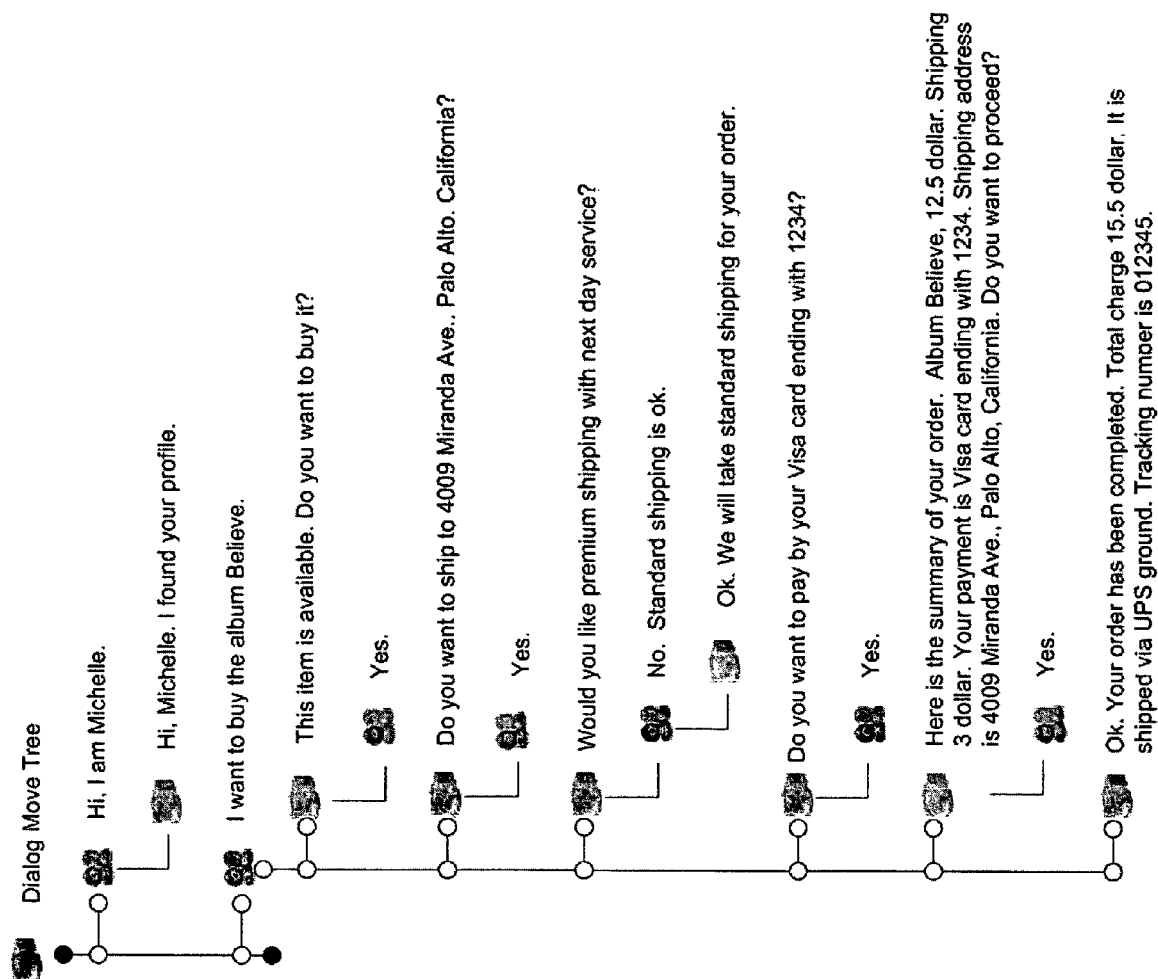 Dialog Move Tree
Hi, I am Michelle.
Hi, Michelle. I found your profile.
I want to buy the album Believe.
This item is available. Do you want to buy it?
Yes.
Do you want to ship to 4009 Miranda Ave., Palo Alto. California?
Yes.
Would you like premium shipping with next day service?
No. Standard shipping is ok.
Ok. We will take standard shipping for your order.
Do you want to pay by your Visa card ending with 1234?
Yes.
Here is the summary of your order. Album Believe, 12.5 dollar. Shipping
3 dollar. Your payment is Visa card ending with 1234. Shipping address
is 4009 Miranda Ave., Palo Alto, California. Do you want to proceed?
Yes.
Ok. Your order has been completed. Total charge 15.5 dollar. It is
shipped via UPS ground. Tracking number is 012345.